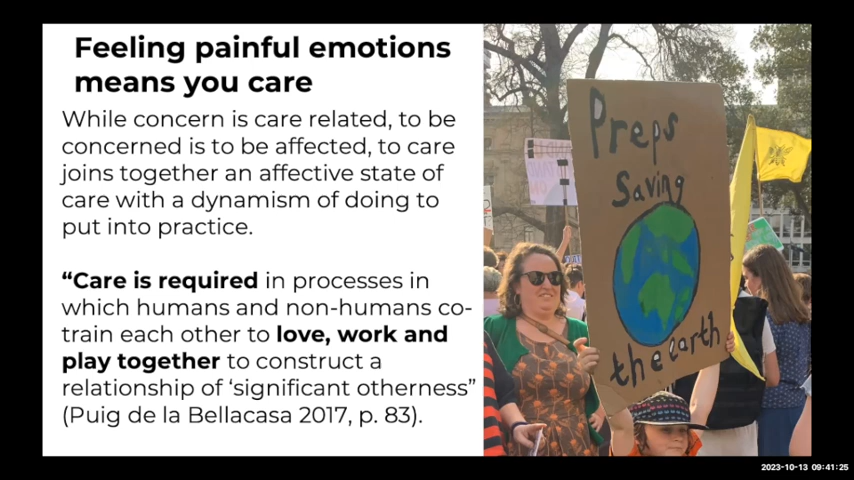 Feeling painful emotions
means you care
While concern is care related, to be
concerned is to be affected, to care
joins together an affective state of
care with a dynamism of doing to
put into practice.
“Care is required in processes in
which humans and non-humans co-
train each other to love, work and
play together to construct a
relationship of ‘significant otherness”
(Puig de la Bellacasa 2017, p. 83).
Preps
Saving
the earth
2023-10-13 09:41:25